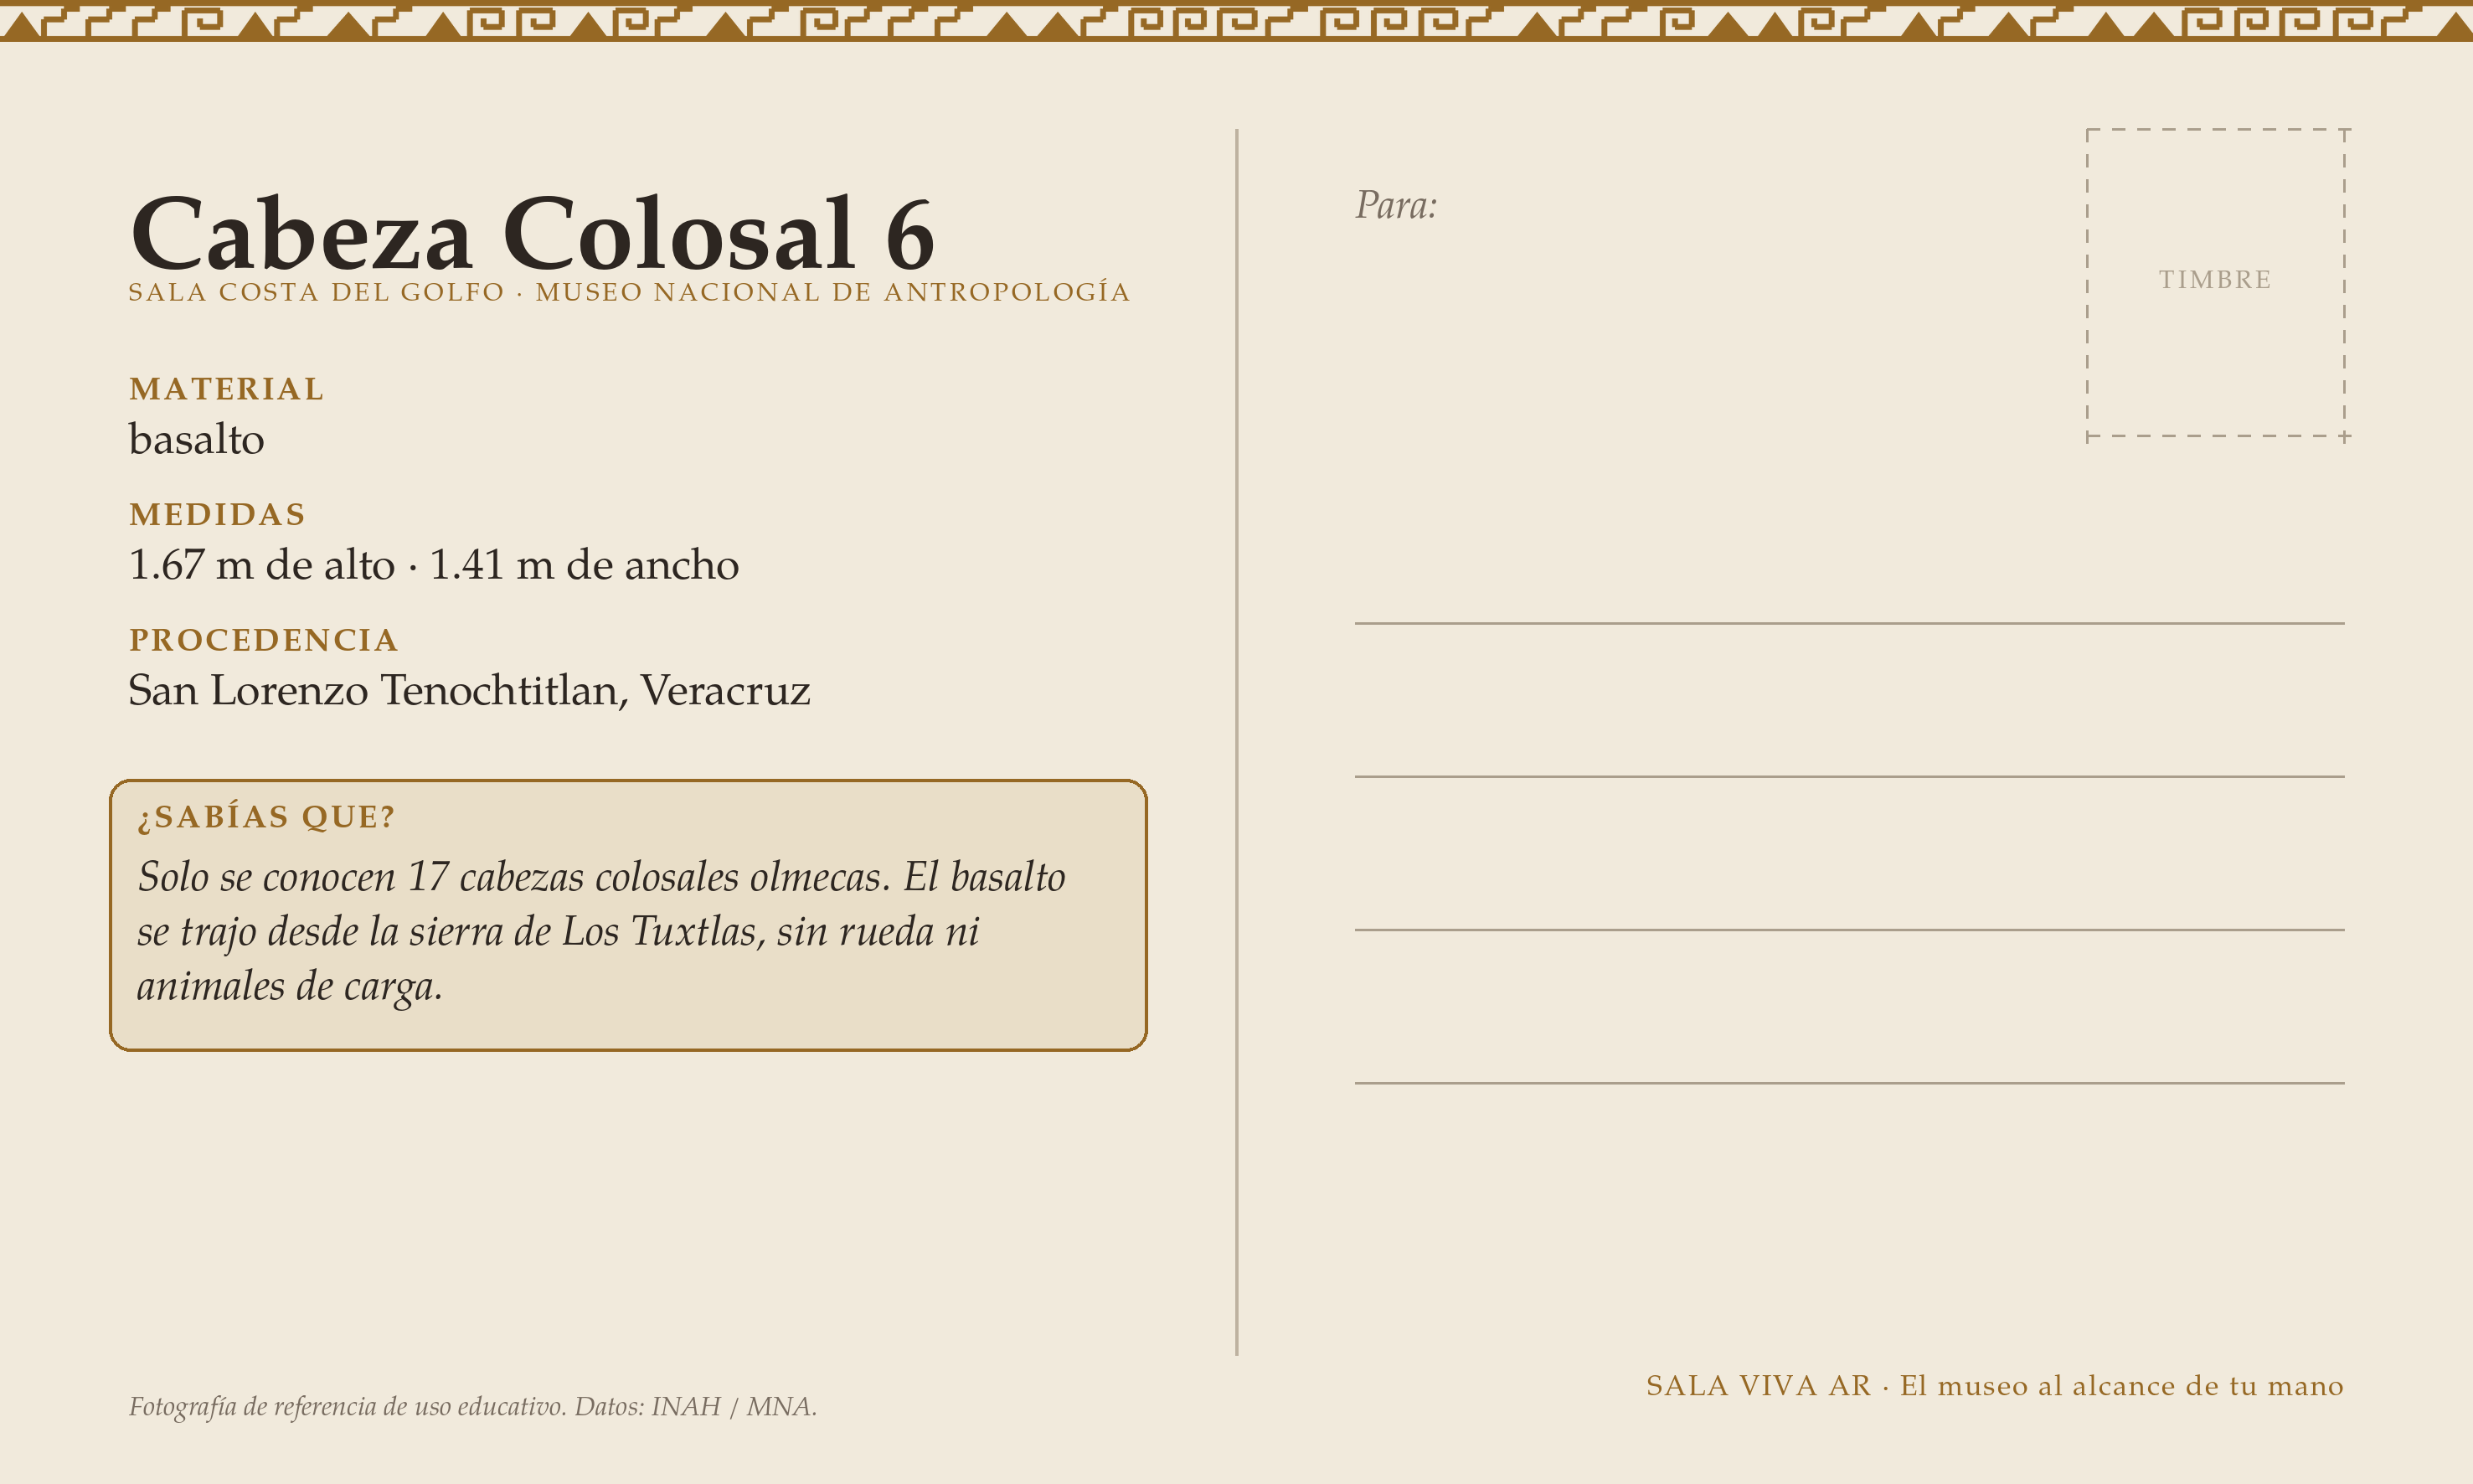 Cabeza Colosal 6
SALA COSTA DEL GOLFO · MUSEO NACIONAL DE ANTROPOLOGÍA
MATERIAL
basalto
MEDIDAS
1.67 m de alto · 1.41 m de ancho
PROCEDENCIA
San Lorenzo Tenochtitlan, Veracruz
¿SABÍAS QUE?
Solo se conocen 17 cabezas colosales olmecas. El basalto
se trajo desde la sierra de Los Tuxtlas, sin rueda ni
animales de carga.
Fotografía de referencia de uso educativo. Datos: INAH / MNA.
Para:
TIMBRE
SALA VIVA AR · El museo al alcance de tu mano